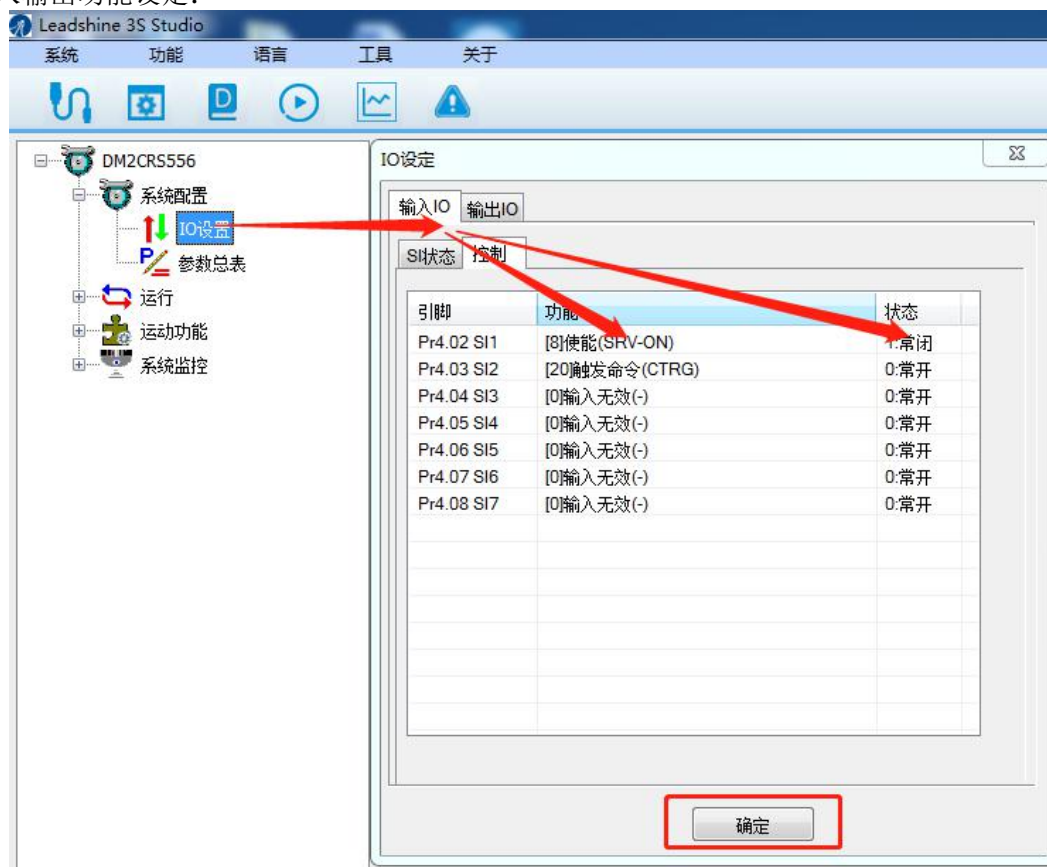 输出功能设定:
Leadshine 3S Studio
系统 功能 语言 工具 关于
DM2CRS556
系统配置
IO设置
参数总表
运行
运动功能
系统监控
IO设定
输入IO 输出IO
SI状态 控制
引脚 功能 状态
Pr4.02 SI1 [8]使能(SRV-ON) 1:常闭
Pr4.03 SI2 [20]触发命令(CTRG) 0:常开
Pr4.04 SI3 [0]输入无效(-) 0:常开
Pr4.05 SI4 [0]输入无效(-) 0:常开
Pr4.06 SI5 [0]输入无效(-) 0:常开
Pr4.07 SI6 [0]输入无效(-) 0:常开
Pr4.08 SI7 [0]输入无效(-) 0:常开
确定